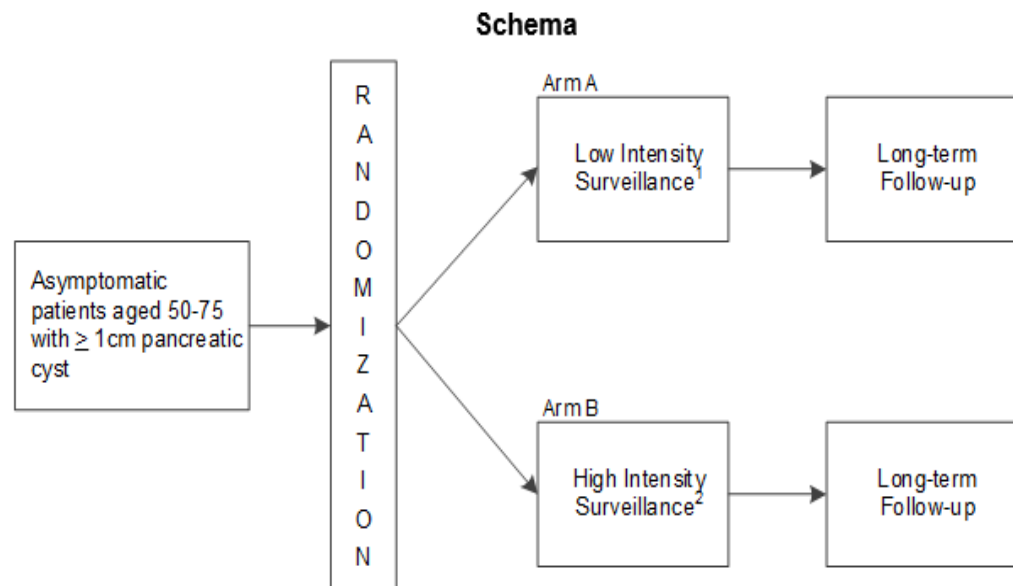 Schema
Asymptomatic
patients aged 50-75
with ≥ 1cm pancreatic
cyst
R
A
N
D
O
M
I
Z
A
T
I
O
N
Arm A
Low Intensity
Surveillance¹
Long-term
Follow-up
Arm B
High Intensity
Surveillance²
Long-term
Follow-up